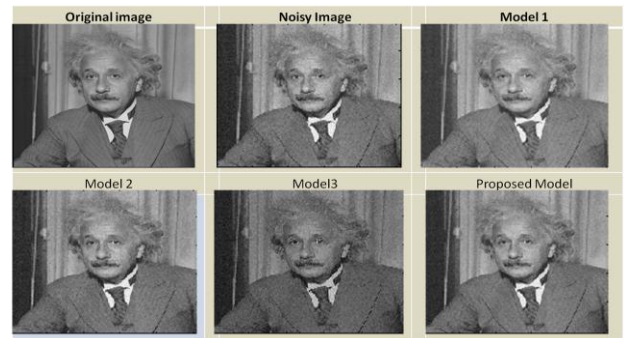 Original image
Noisy Image
Model 1
Model 2
Model3
Proposed Model